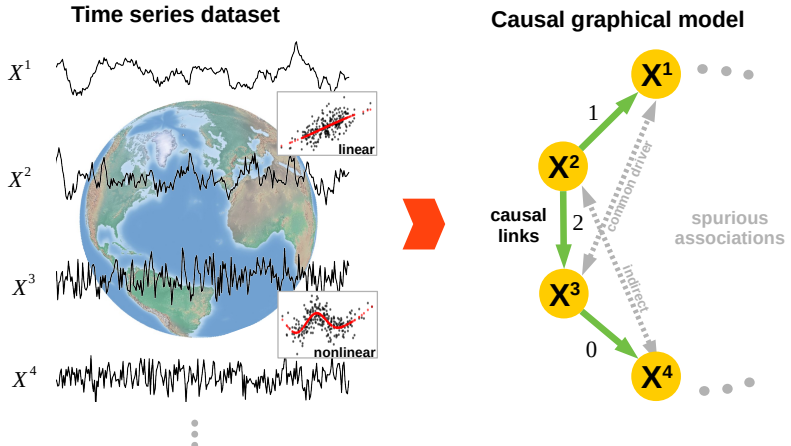 Time series dataset
X¹
X²
X³
X⁴
linear
nonlinear
Causal graphical model
X¹
1
X²
causal
links
2
common driver
spurious
associations
X³
indirect
0
X⁴